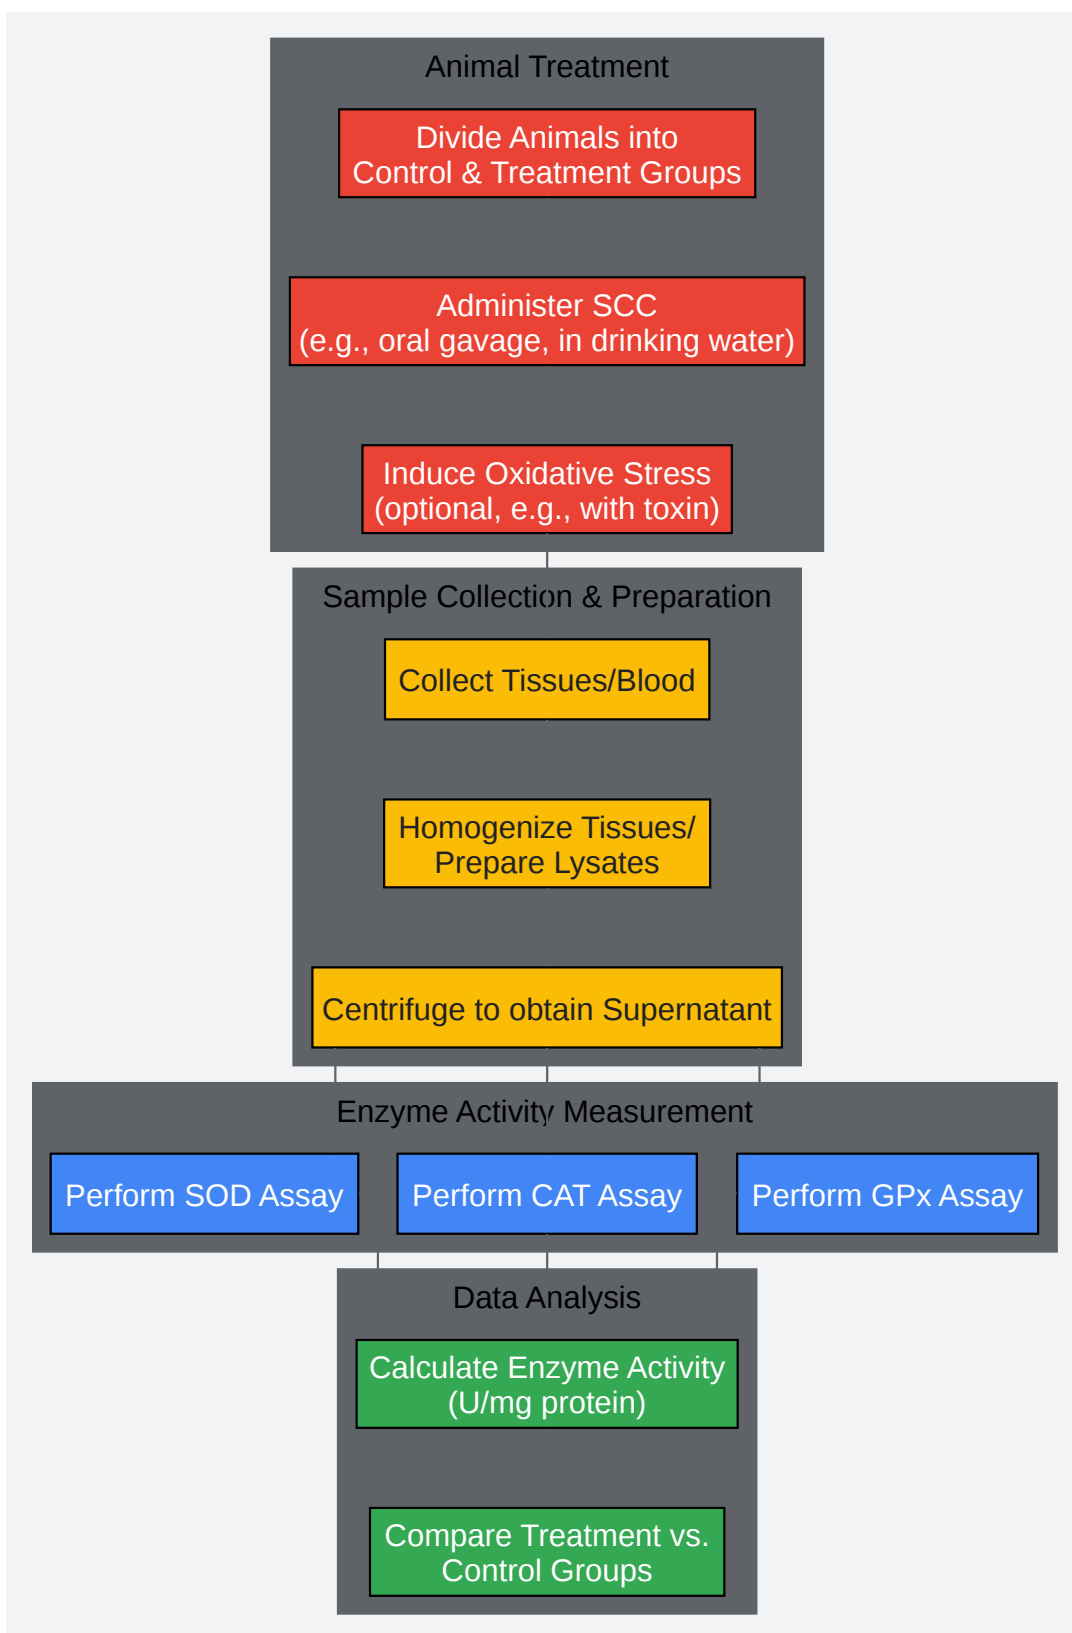 Animal Treatment
Divide Animals into
Control & Treatment Groups
Administer SCC
(e.g., oral gavage, in drinking water)
Induce Oxidative Stress
(optional, e.g., with toxin)
Sample Collection & Preparation
Collect Tissues/Blood
Homogenize Tissues/
Prepare Lysates
Centrifuge to obtain Supernatant
Enzyme Activity Measurement
Perform SOD Assay
Perform CAT Assay
Perform GPx Assay
Data Analysis
Calculate Enzyme Activity
(U/mg protein)
Compare Treatment vs.
Control Groups